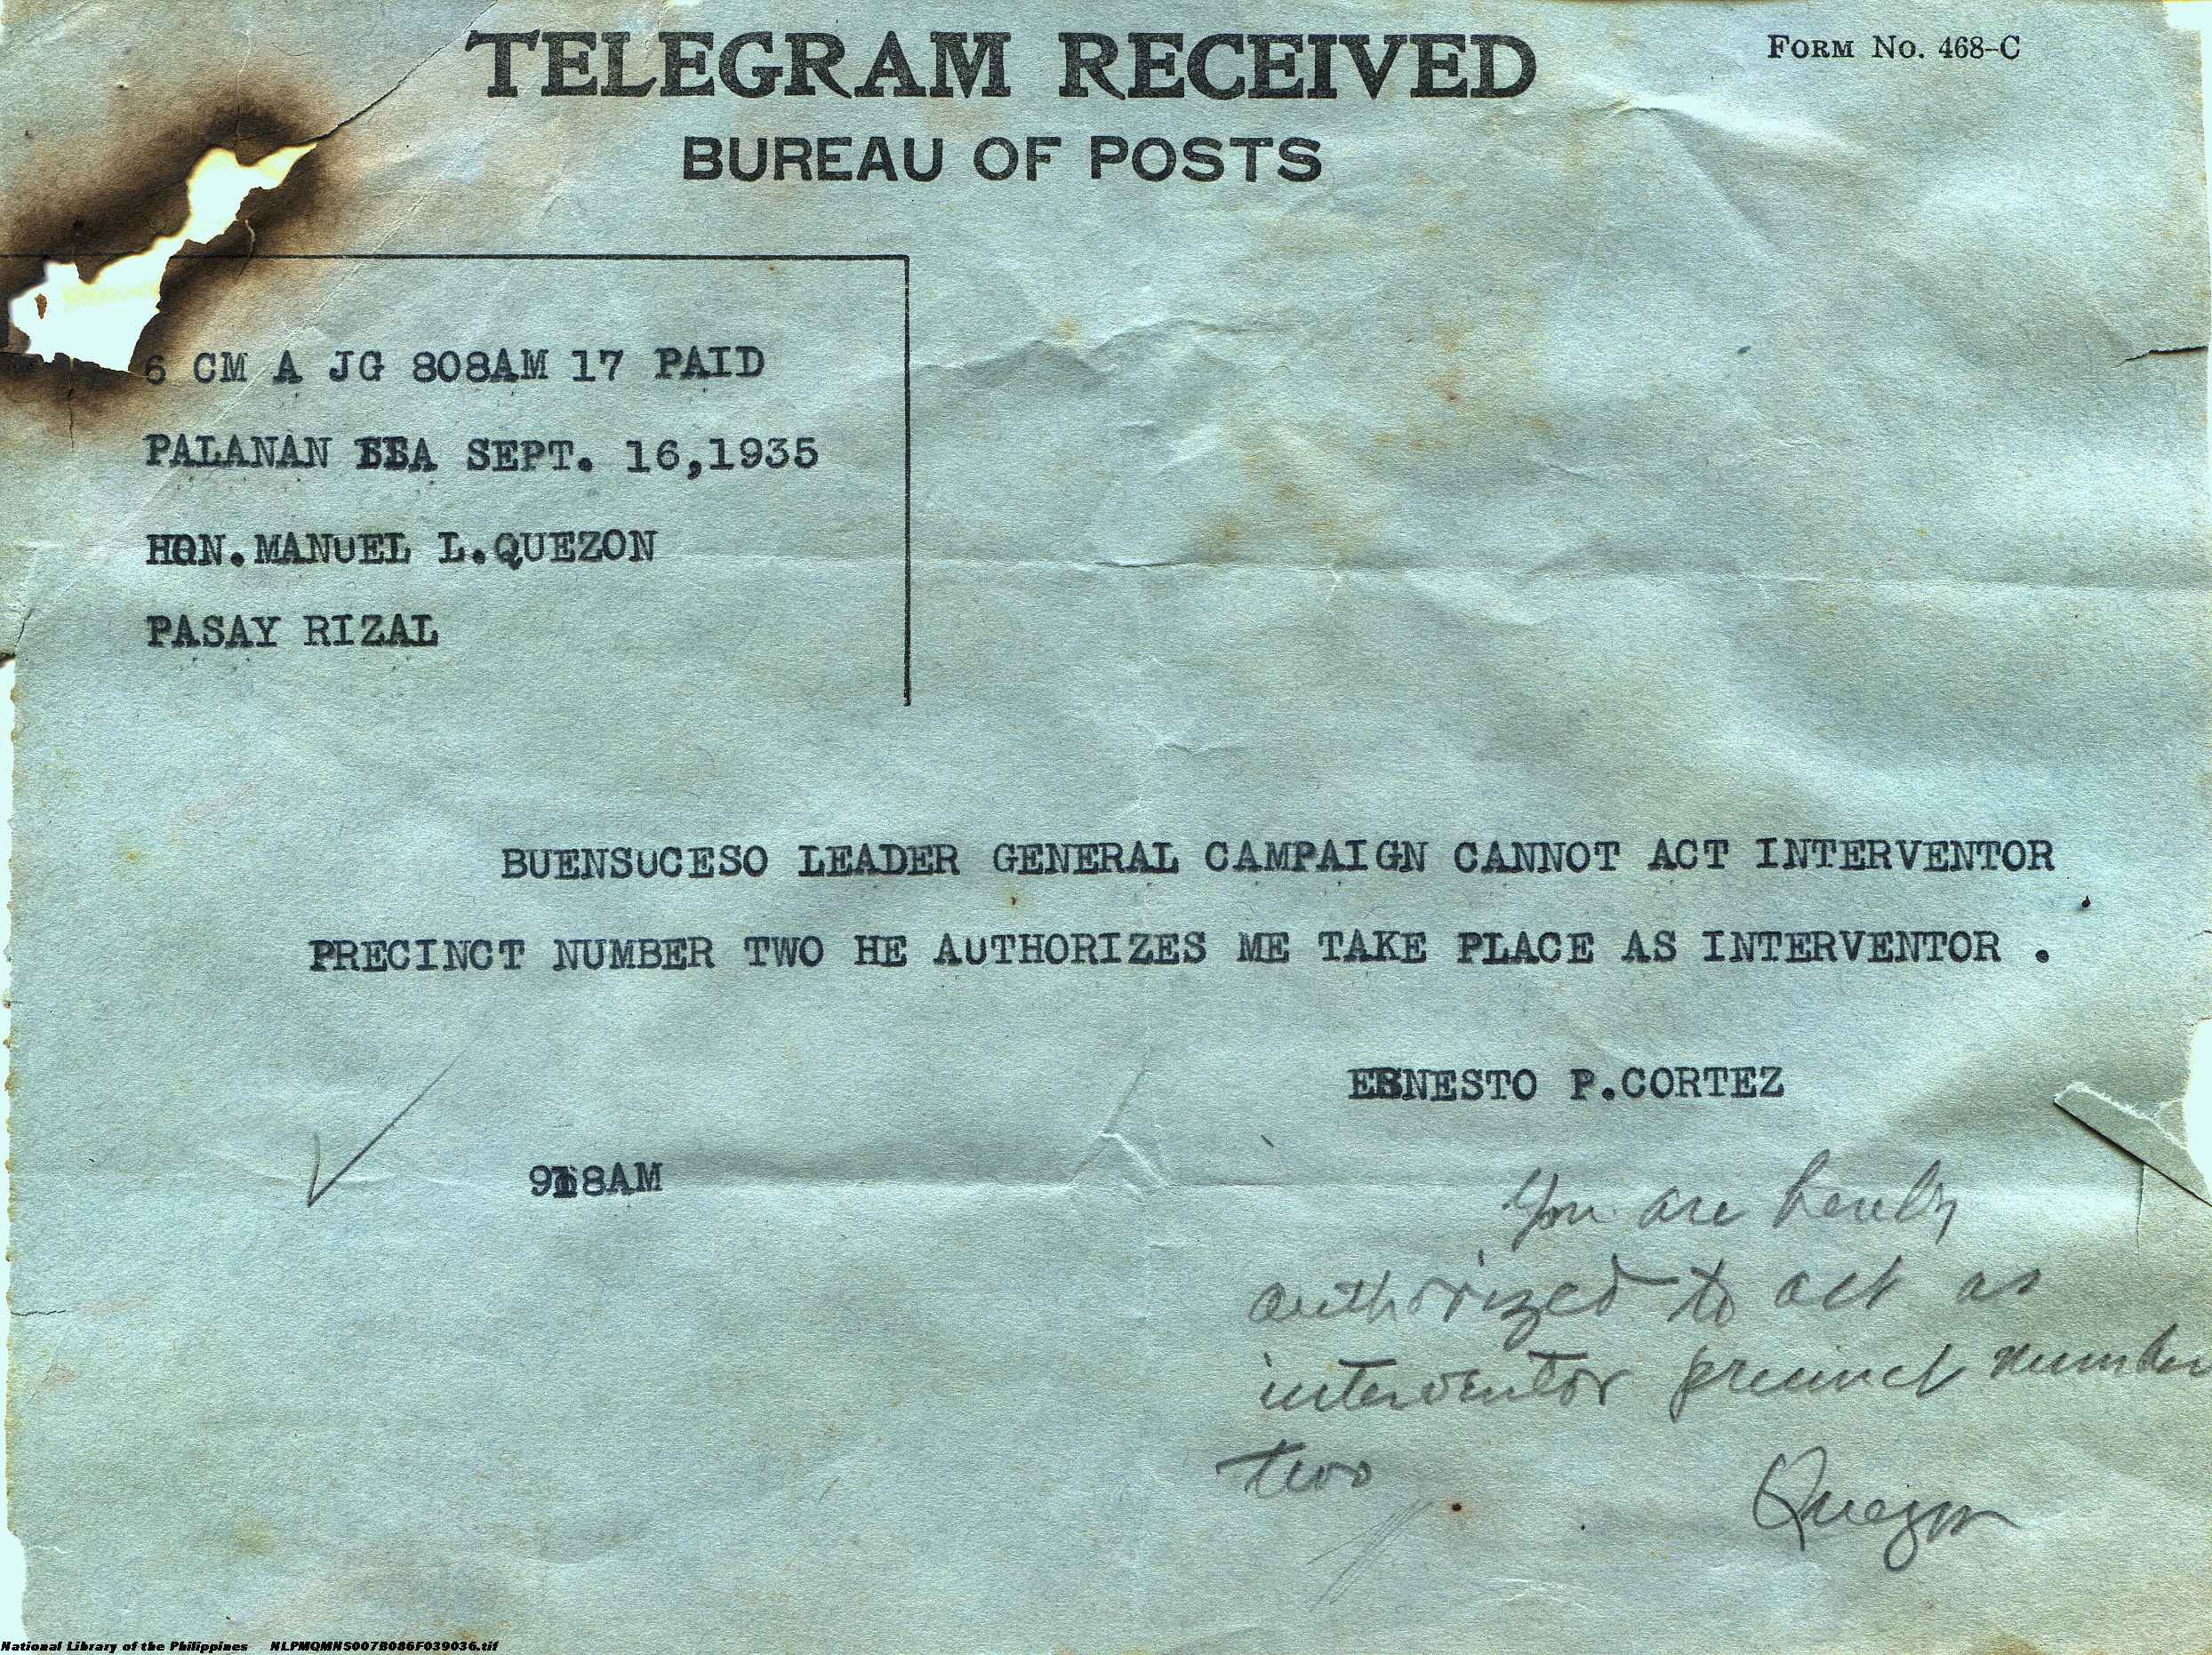 TELEGRAM RECEIVED
FORM NO. 468-C
BUREAU OF POSTS
6 CM A JG 808AM 17 PAID
PALANAN SEPT. 16,1935
HON.MANUEL L.QUEZON
PASAY RIZAL
BUENSUCESO LEADER GENERAL CAMPAIGN CANNOT ACT INTERVENTOR
PRECINCT NUMBER TWO HE AUTHORIZES ME TAKE PLACE AS INTERVENTOR .
ERNESTO P.CORTEZ
You are hereby
authorized to act as
interventor precinct number
two
Quezon
National Library of the Philippines NLPMQMNS007B086F039036.tif